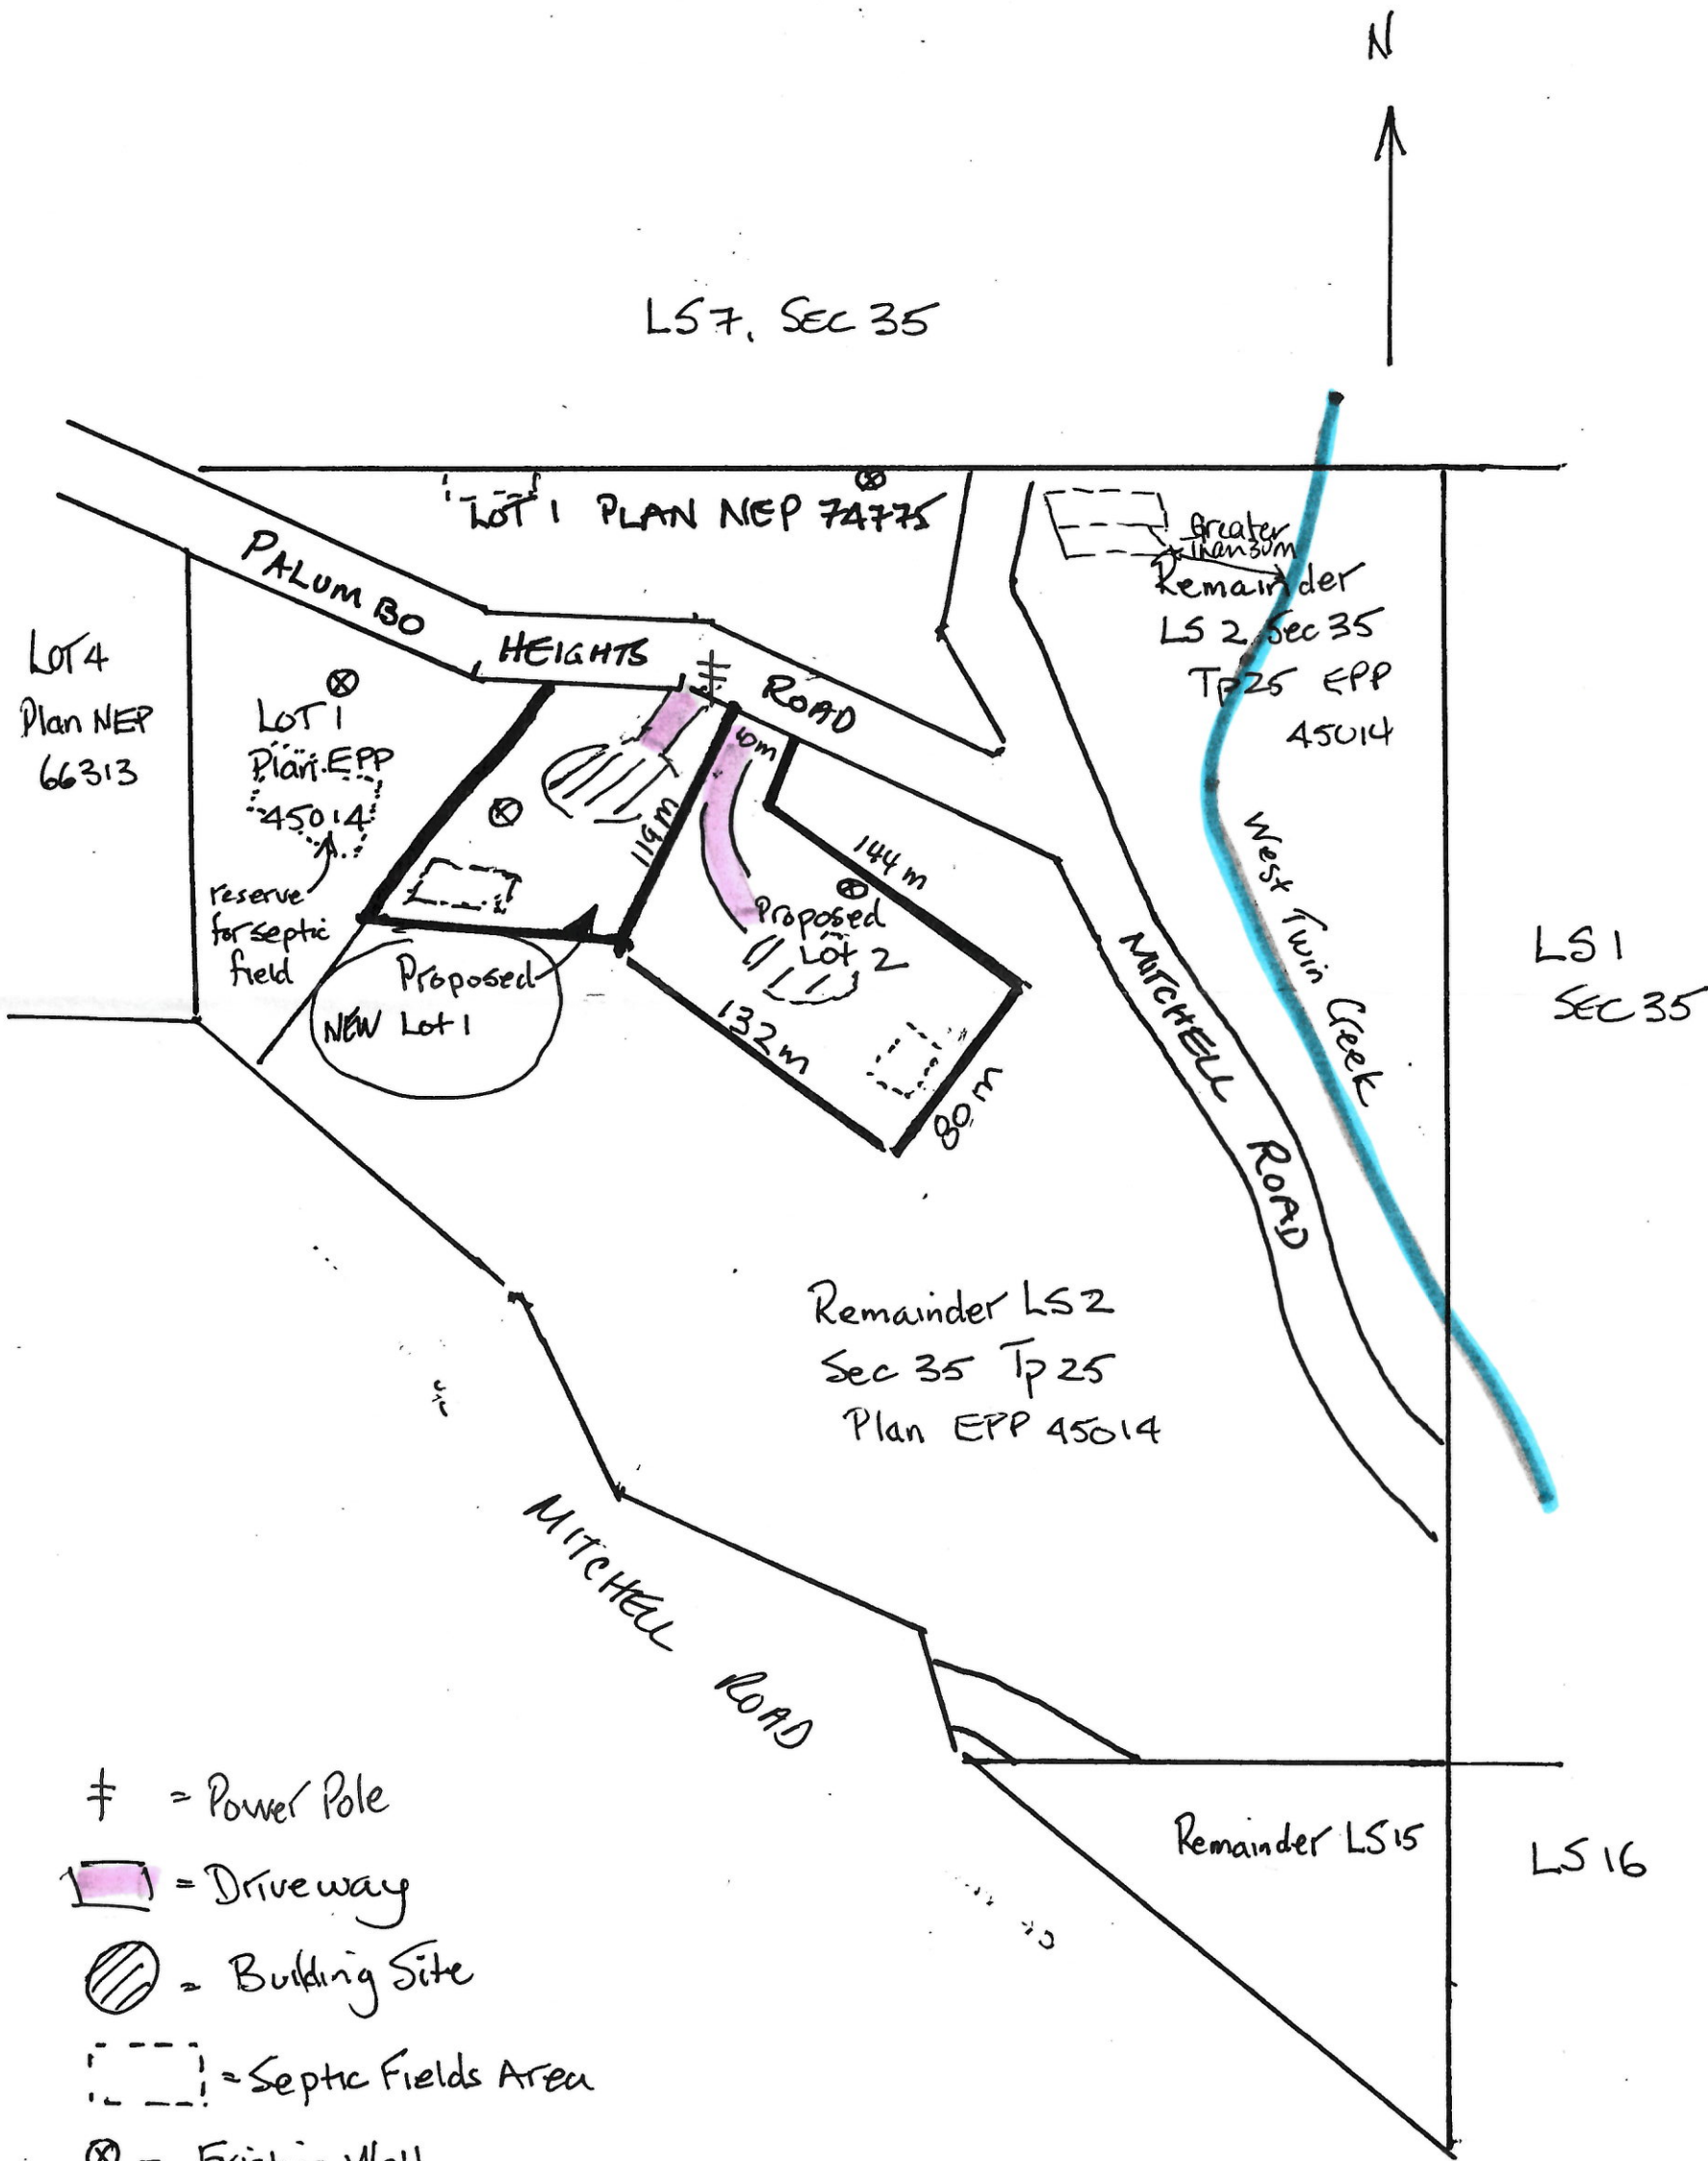 N
LS 7, SEC 35
LOT 1 PLAN NEP 74775
Greater
than 30m
Remainder
LS 2, Sec 35
Tp 25 EPP
45014
PALUMBO
HEIGHTS
ROAD
LOT 4
Plan NEP
66313
LOT 1
Plan EPP
45014
reserve
for septic
field
10m
119m
144m
Proposed
Lot 2
132m
80m
Proposed
NEW Lot 1
MITCHELL
ROAD
West Twin Creek
LS 1
SEC 35
Remainder LS 2
Sec 35 Tp 25
Plan EPP 45014
MITCHELL
ROAD
Remainder LS 15
LS 16
= Power Pole
= Driveway
= Building Site
= Septic Fields Area
= Existing Well